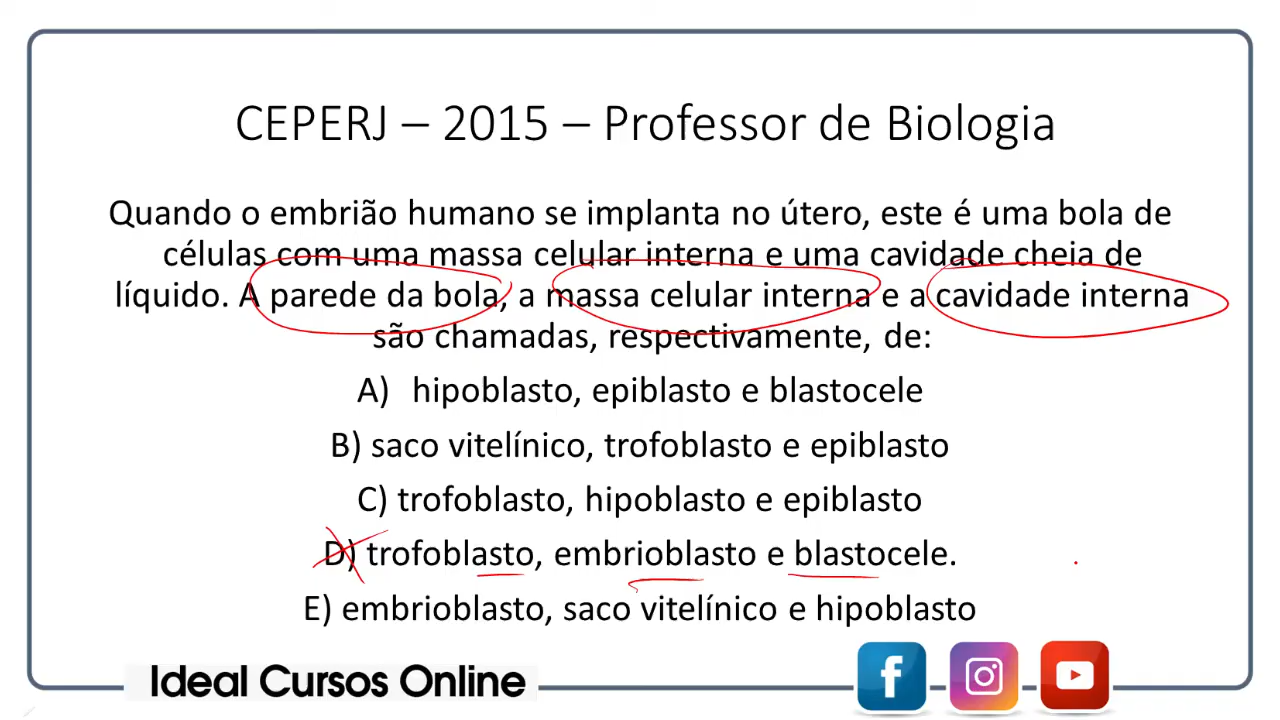 CEPERJ – 2015 – Professor de Biologia
Quando o embrião humano se implanta no útero, este é uma bola de
células com uma massa celular interna e uma cavidade cheia de
líquido. A parede da bola, a massa celular interna e a cavidade interna
são chamadas, respectivamente, de:
A) hipoblasto, epiblasto e blastocele
B) saco vitelínico, trofoblasto e epiblasto
C) trofoblasto, hipoblasto e epiblasto
D) trofoblasto, embrioblasto e blastocele.
E) embrioblasto, saco vitelínico e hipoblasto
Ideal Cursos Online